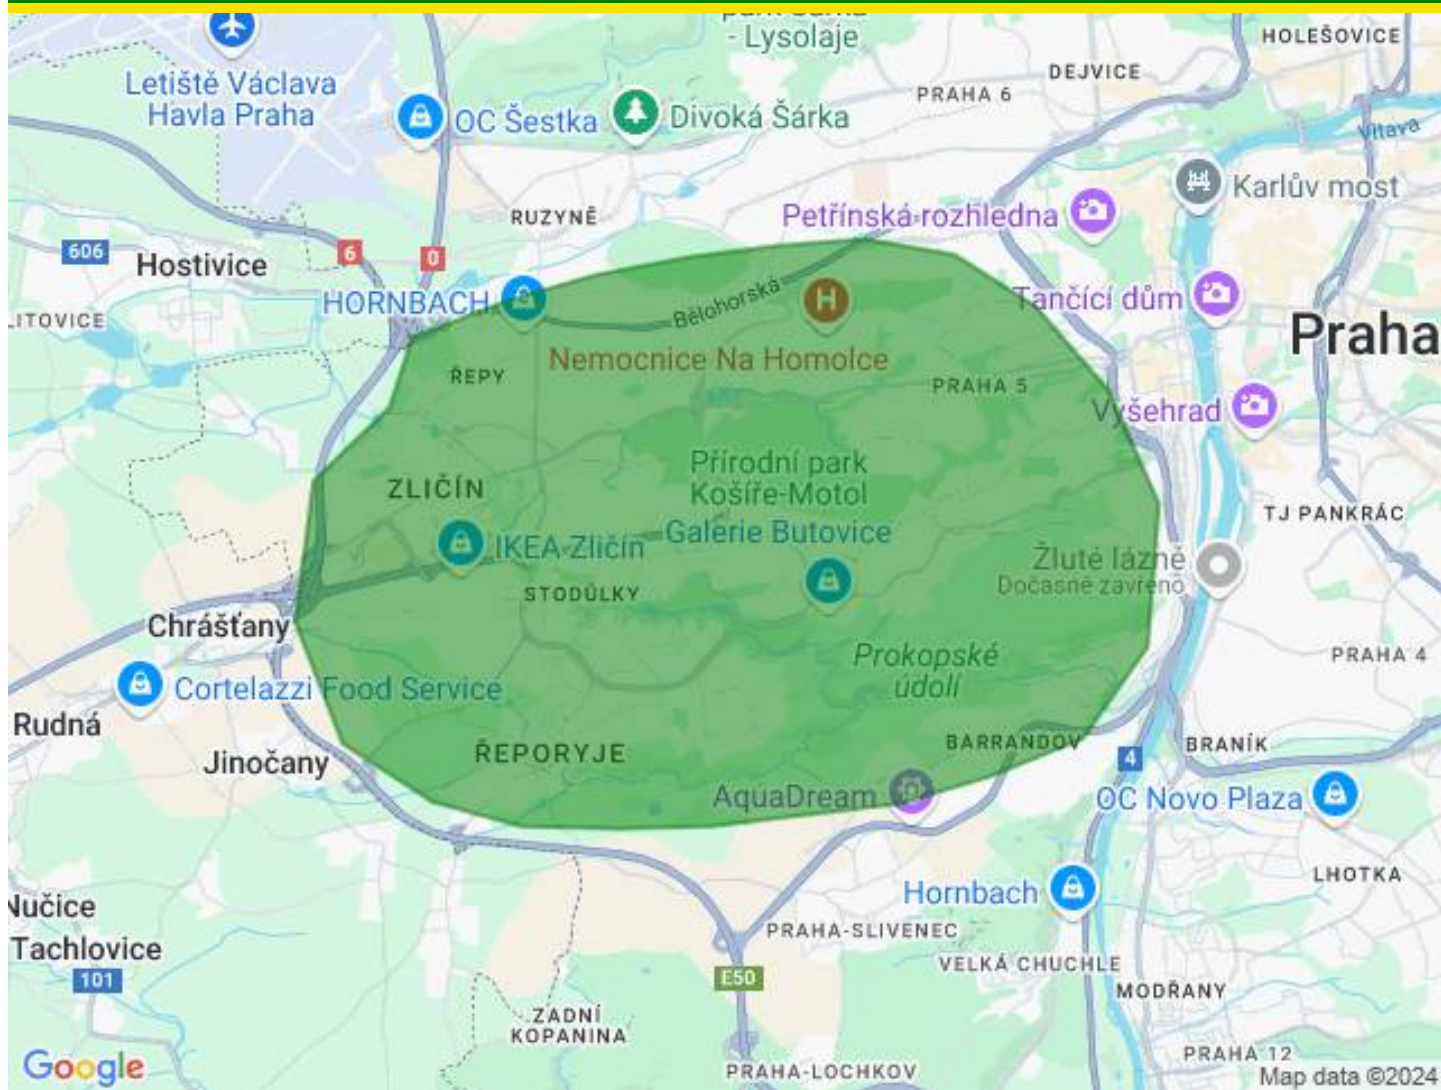 - Lysolaje
HOLEŠOVICE
DEJVICE
PRAHA 6
Letiště Václava
Havla Praha
OC Šestka
Divoká Šárka
Vltava
Karlův most
RUZYNĚ
Petřínská rozhledna
606
Hostivice
6
0
HORNBACH
Bělohorská
H
Tančící dům
LITOVICE
Praha
Nemocnice Na Homolce
ŘEPY
PRAHA 5
Vyšehrad
Přírodní park
Košíře-Motol
ZLIČÍN
TJ PANKRÁC
Galerie Butovice
IKEA Zličín
Žluté lázně
Dočasně zavřeno
STODŮLKY
Chrášťany
Prokopské
údolí
PRAHA 4
Cortelazzi Food Service
Rudná
BARRANDOV
BRANÍK
ŘEPORYJE
Jinočany
4
AquaDream
OC Novo Plaza
LHOTKA
Hornbach
Nučice
PRAHA-SLIVENEC
Tachlovice
VELKÁ CHUCHLE
101
E50
MODŘANY
ZADNÍ
KOPANINA
PRAHA 12
Google
PRAHA-LOCHKOV
Map data ©2024